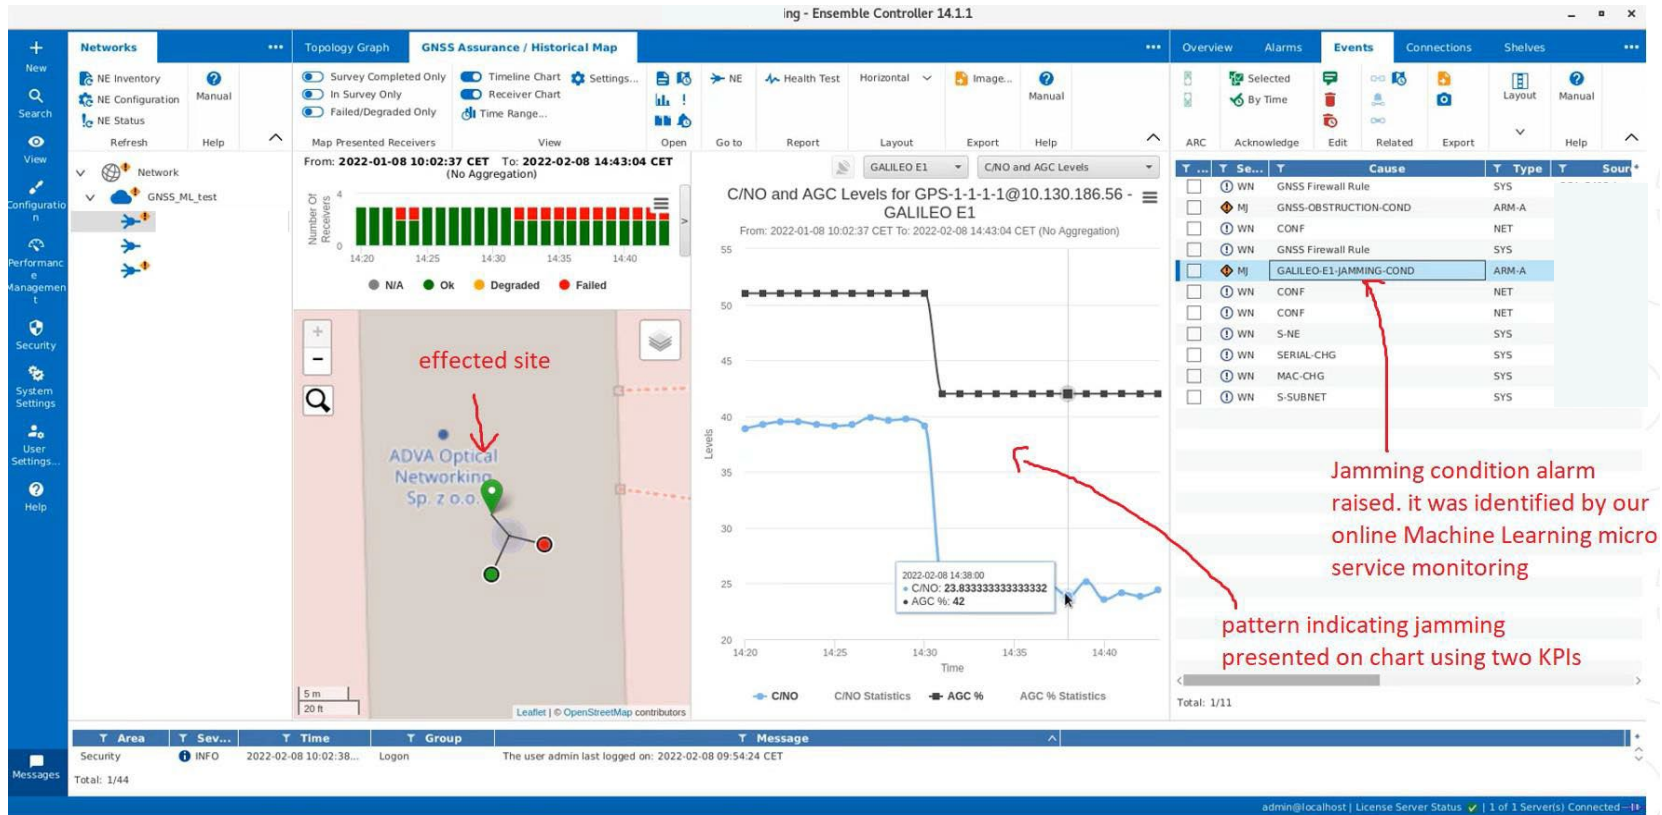 ing - Ensemble Controller 14.1.1
New
Search
View
Configuratio
n
Performanc
e
Managemen
t
Security
System
Settings
User
Settings...
Help
Messages
Networks
NE Inventory
NE Configuration
NE Status
Manual
Refresh
Help
Network
GNSS_ML_test
Topology Graph
GNSS Assurance / Historical Map
Survey Completed Only
In Survey Only
Failed/Degraded Only
Timeline Chart
Receiver Chart
Time Range...
Settings...
NE
Health Test
Horizontal
Image...
Manual
Map Presented Receivers
View
Open
Go to
Report
Layout
Export
Help
From: 2022-01-08 10:02:37 CET To: 2022-02-08 14:43:04 CET
(No Aggregation)
Number Of
Receivers
4
0
14:20 14:25 14:30 14:35 14:40
N/A Ok Degraded Failed
+
−
effected site
ADVA Optical
Networking
Sp. z o.o.
5 m
20 ft
Leaflet | © OpenStreetMap contributors
GALILEO E1
C/NO and AGC Levels
C/NO and AGC Levels for GPS-1-1-1-1@10.130.186.56 -
GALILEO E1
From: 2022-01-08 10:02:37 CET To: 2022-02-08 14:43:04 CET (No Aggregation)
Levels
55
50
45
40
35
30
25
20
2022-02-08 14:38:00
C/NO: 23.833333333333332
AGC %: 42
14:20 14:25 14:30 14:35 14:40
Time
C/NO C/NO Statistics AGC % AGC % Statistics
Overview
Alarms
Events
Connections
Shelves
Selected
By Time
Layout
Manual
ARC
Acknowledge
Edit
Related
Export
Help
... Se... Cause Type Sour
WN GNSS Firewall Rule SYS
MJ GNSS-OBSTRUCTION-COND ARM-A
WN CONF NET
WN GNSS Firewall Rule SYS
MJ GALILEO-E1-JAMMING-COND ARM-A
WN CONF NET
WN CONF NET
WN S-NE SYS
WN SERIAL-CHG SYS
WN MAC-CHG SYS
WN S-SUBNET SYS
Jamming condition alarm
raised. it was identified by our
online Machine Learning micro
service monitoring
pattern indicating jamming
presented on chart using two KPIs
Total: 1/11
Area Sev... Time Group Message
Security INFO 2022-02-08 10:02:38... Logon The user admin last logged on: 2022-02-08 09:54:24 CET
Total: 1/44
admin@localhost | License Server Status | 1 of 1 Server(s) Connected